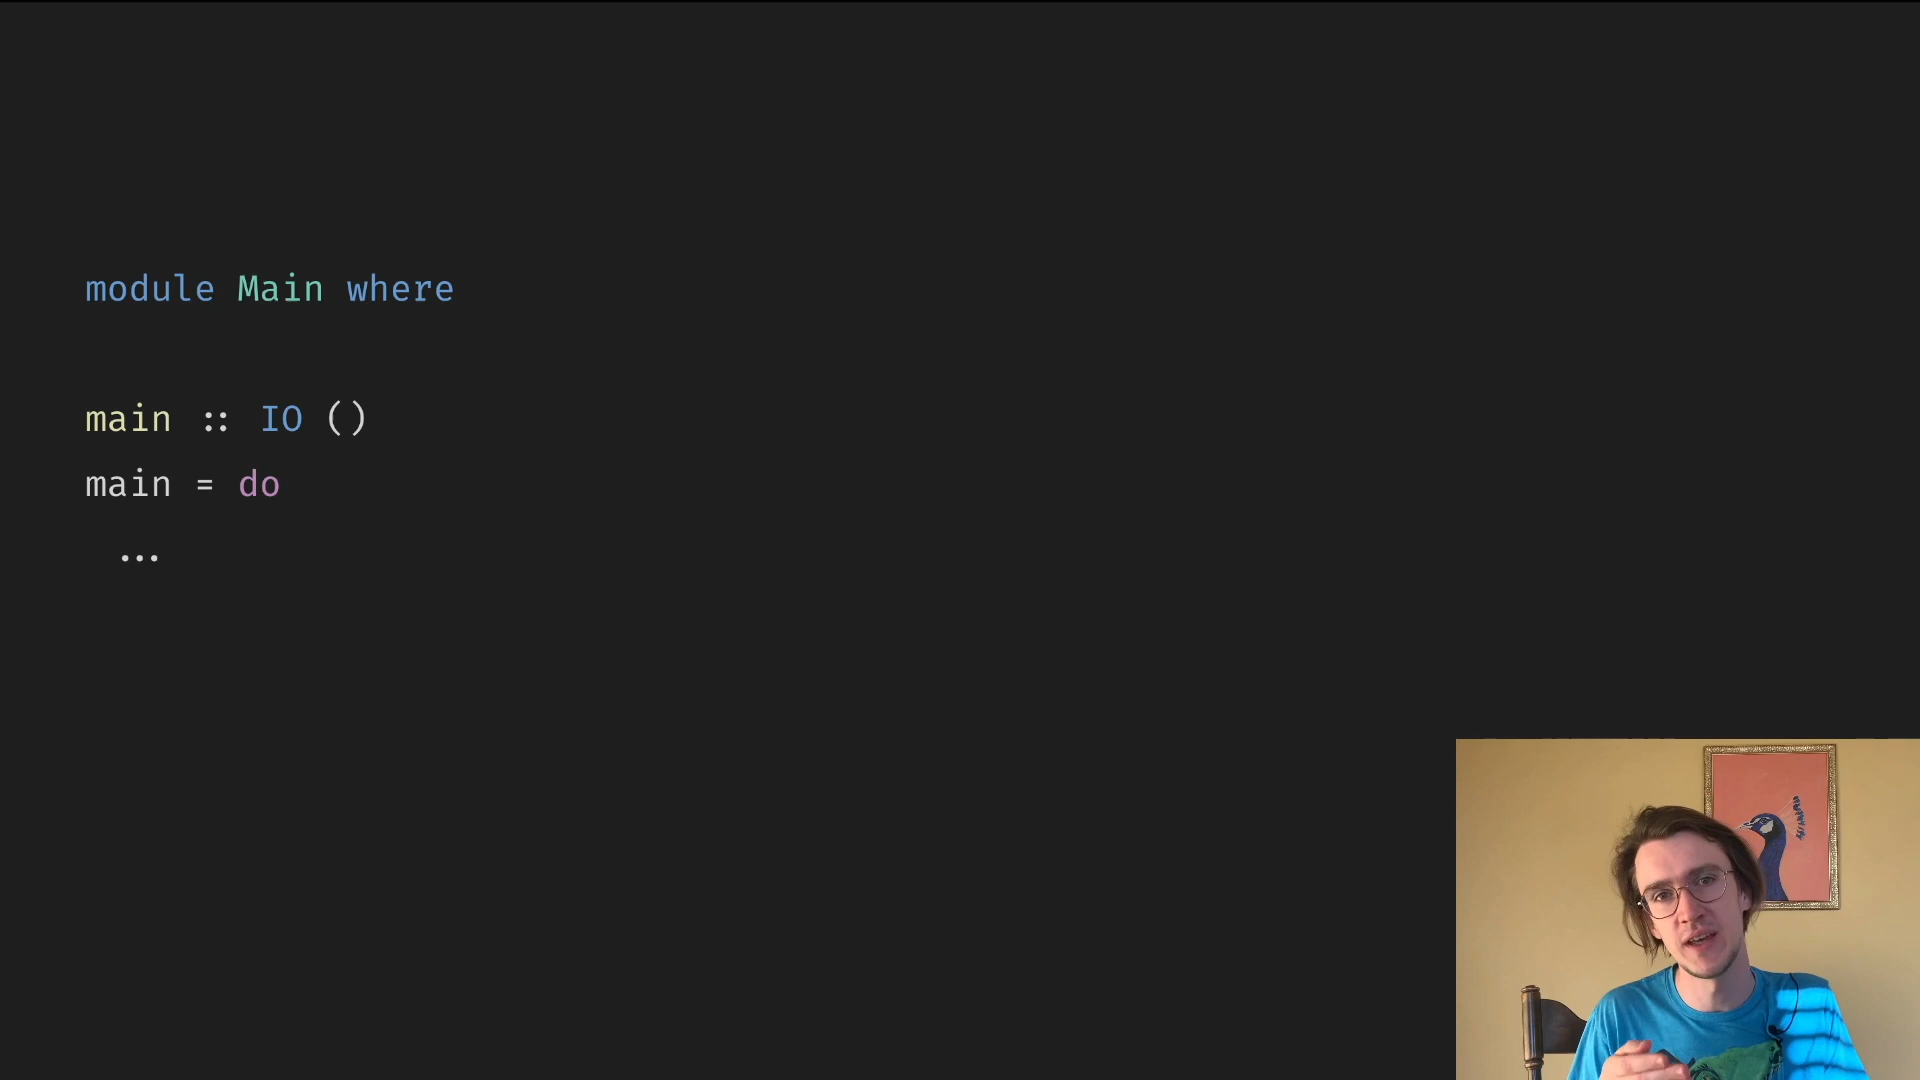 module Main where
main :: IO ()
main = do
...